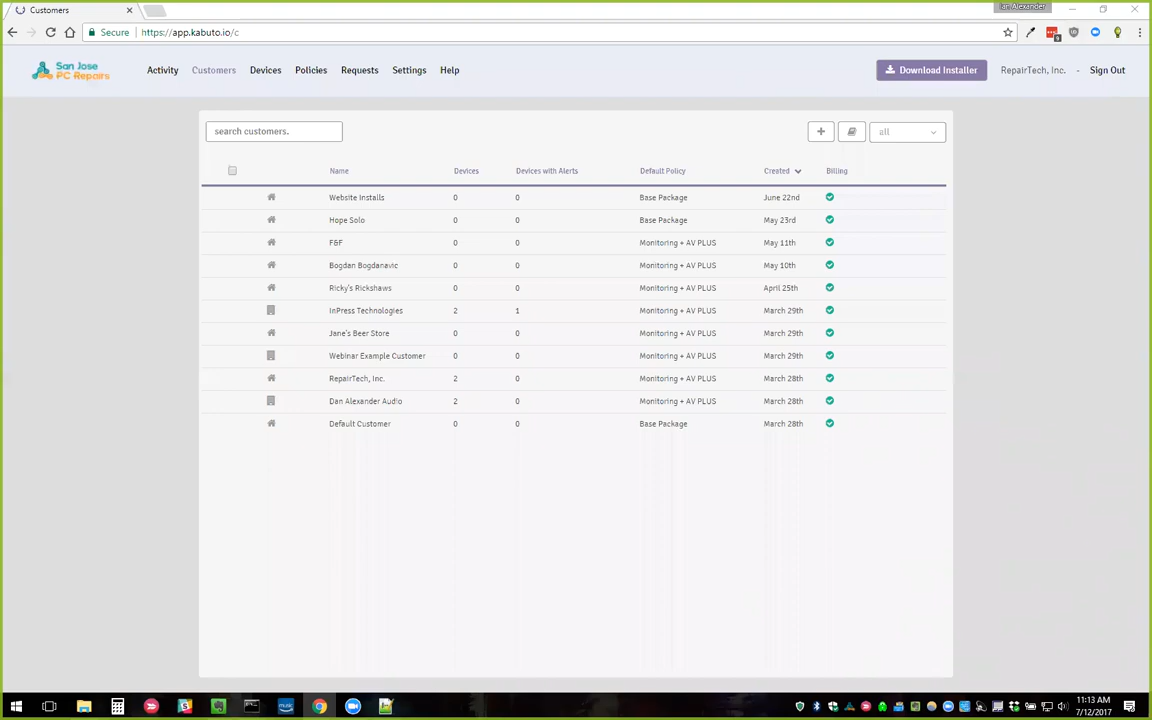 Customers
Ian Alexander
Secure https://app.kabuto.io/c
San Jose
PC Repairs
Activity Customers Devices Policies Requests Settings Help Download Installer RepairTech, Inc. - Sign Out
search customers. all
Name Devices Devices with Alerts Default Policy Created Billing
Website Installs 0 0 Base Package June 22nd
Hope Solo 0 0 Base Package May 23rd
F&F 0 0 Monitoring + AV PLUS May 11th
Bogdan Bogdanavic 0 0 Monitoring + AV PLUS May 10th
Ricky's Rickshaws 0 0 Monitoring + AV PLUS April 25th
InPress Technologies 2 1 Monitoring + AV PLUS March 29th
Jane's Beer Store 0 0 Monitoring + AV PLUS March 29th
Webinar Example Customer 0 0 Monitoring + AV PLUS March 29th
RepairTech, Inc. 2 0 Monitoring + AV PLUS March 28th
Dan Alexander Audio 2 0 Monitoring + AV PLUS March 28th
Default Customer 0 0 Base Package March 28th
music
11:13 AM
7/12/2017